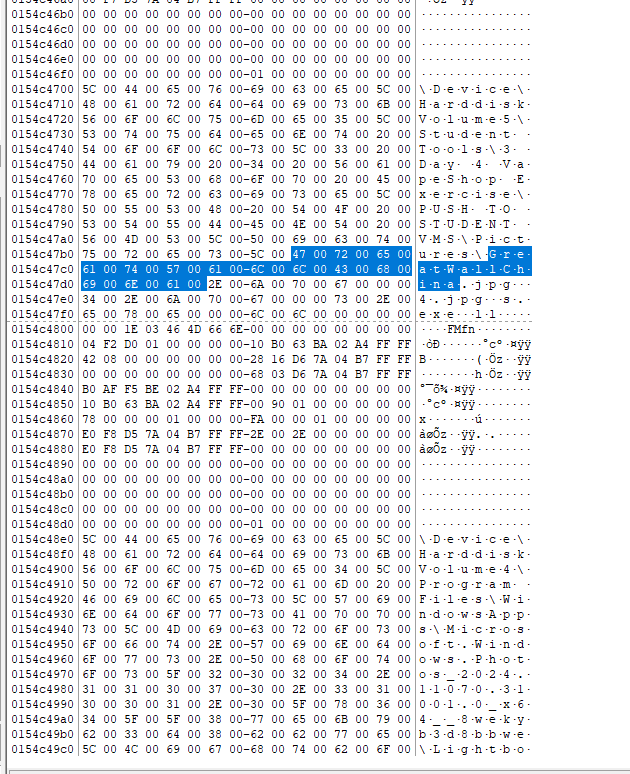 0154c46b0 00 00 00 00 00 00 00 00-00 00 00 00 00 00 00 00 ················
0154c46c0 00 00 00 00 00 00 00 00-00 00 00 00 00 00 00 00 ················
0154c46d0 00 00 00 00 00 00 00 00-00 00 00 00 00 00 00 00 ················
0154c46e0 00 00 00 00 00 00 00 00-00 00 00 00 00 00 00 00 ················
0154c46f0 00 00 00 00 00 00 00 00-01 00 00 00 00 00 00 00 ················
0154c4700 5C 00 44 00 65 00 76 00-69 00 63 00 65 00 5C 00 \·D·e·v·i·c·e·\·
0154c4710 48 00 61 00 72 00 64 00-64 00 69 00 73 00 6B 00 H·a·r·d·d·i·s·k·
0154c4720 56 00 6F 00 6C 00 75 00-6D 00 65 00 35 00 5C 00 V·o·l·u·m·e·5·\·
0154c4730 53 00 74 00 75 00 64 00-65 00 6E 00 74 00 20 00 S·t·u·d·e·n·t· ·
0154c4740 54 00 6F 00 6F 00 6C 00-73 00 5C 00 33 00 20 00 T·o·o·l·s·\·3· ·
0154c4750 44 00 61 00 79 00 20 00-34 00 20 00 56 00 61 00 D·a·y· ·4· ·V·a·
0154c4760 70 00 65 00 53 00 68 00-6F 00 70 00 20 00 45 00 p·e·S·h·o·p· ·E·
0154c4770 78 00 65 00 72 00 63 00-69 00 73 00 65 00 5C 00 x·e·r·c·i·s·e·\·
0154c4780 50 00 55 00 53 00 48 00-20 00 54 00 4F 00 20 00 P·U·S·H· ·T·O· ·
0154c4790 53 00 54 00 55 00 44 00-45 00 4E 00 54 00 20 00 S·T·U·D·E·N·T· ·
0154c47a0 56 00 4D 00 53 00 5C 00-50 00 69 00 63 00 74 00 V·M·S·\·P·i·c·t·
0154c47b0 75 00 72 00 65 00 73 00-5C 00 47 00 72 00 65 00 u·r·e·s·\·G·r·e·
0154c47c0 61 00 74 00 57 00 61 00-6C 00 6C 00 43 00 68 00 a·t·W·a·l·l·C·h·
0154c47d0 69 00 6E 00 61 00 2E 00-6A 00 70 00 67 00 00 00 i·n·a·.·j·p·g···
0154c47e0 34 00 2E 00 6A 00 70 00-67 00 00 00 73 00 2E 00 4·.·j·p·g···s·.·
0154c47f0 65 00 78 00 65 00 00 00-6C 00 6C 00 00 00 00 00 e·x·e···l·l·····
0154c4800 00 00 1E 03 46 4D 66 6E-00 00 00 00 00 00 00 00 ····FMfn········
0154c4810 04 F2 D0 01 00 00 00 00-10 B0 63 BA 02 A4 FF FF ·òÐ······°cº·¤ÿÿ
0154c4820 42 08 00 00 00 00 00 00-28 16 D6 7A 04 B7 FF FF B·······(·Öz··ÿÿ
0154c4830 00 00 00 00 00 00 00 00-68 03 D6 7A 04 B7 FF FF ········h·Öz··ÿÿ
0154c4840 B0 AF F5 BE 02 A4 FF FF-00 00 00 00 00 00 00 00 °¯õ¾·¤ÿÿ········
0154c4850 10 B0 63 BA 02 A4 FF FF-00 90 01 00 00 00 00 00 ·°cº·¤ÿÿ········
0154c4860 78 00 00 00 01 00 00 00-FA 00 00 01 00 00 00 00 x·······ú·······
0154c4870 E0 F8 D5 7A 04 B7 FF FF-2E 00 2E 00 00 00 00 00 àøÕz··ÿÿ.·.·····
0154c4880 E0 F8 D5 7A 04 B7 FF FF-00 00 00 00 00 00 00 00 àøÕz··ÿÿ········
0154c4890 00 00 00 00 00 00 00 00-00 00 00 00 00 00 00 00 ················
0154c48a0 00 00 00 00 00 00 00 00-00 00 00 00 00 00 00 00 ················
0154c48b0 00 00 00 00 00 00 00 00-00 00 00 00 00 00 00 00 ················
0154c48c0 00 00 00 00 00 00 00 00-00 00 00 00 00 00 00 00 ················
0154c48d0 00 00 00 00 00 00 00 00-01 00 00 00 00 00 00 00 ················
0154c48e0 5C 00 44 00 65 00 76 00-69 00 63 00 65 00 5C 00 \·D·e·v·i·c·e·\·
0154c48f0 48 00 61 00 72 00 64 00-64 00 69 00 73 00 6B 00 H·a·r·d·d·i·s·k·
0154c4900 56 00 6F 00 6C 00 75 00-6D 00 65 00 34 00 5C 00 V·o·l·u·m·e·4·\·
0154c4910 50 00 72 00 6F 00 67 00-72 00 61 00 6D 00 20 00 P·r·o·g·r·a·m· ·
0154c4920 46 00 69 00 6C 00 65 00-73 00 5C 00 57 00 69 00 F·i·l·e·s·\·W·i·
0154c4930 6E 00 64 00 6F 00 77 00-73 00 41 00 70 00 70 00 n·d·o·w·s·A·p·p·
0154c4940 73 00 5C 00 4D 00 69 00-63 00 72 00 6F 00 73 00 s·\·M·i·c·r·o·s·
0154c4950 6F 00 66 00 74 00 2E 00-57 00 69 00 6E 00 64 00 o·f·t·.·W·i·n·d·
0154c4960 6F 00 77 00 73 00 2E 00-50 00 68 00 6F 00 74 00 o·w·s·.·P·h·o·t·
0154c4970 6F 00 73 00 5F 00 32 00-30 00 32 00 34 00 2E 00 o·s·_·2·0·2·4·.·
0154c4980 31 00 31 00 30 00 37 00-30 00 2E 00 33 00 31 00 1·1·0·7·0·.·3·1·
0154c4990 30 00 30 00 31 00 2E 00-30 00 5F 00 78 00 36 00 0·0·1·.·0·_·x·6·
0154c49a0 34 00 5F 00 5F 00 38 00-77 00 65 00 6B 00 79 00 4·_·_·8·w·e·k·y·
0154c49b0 62 00 33 00 64 00 38 00-62 00 62 00 77 00 65 00 b·3·d·8·b·b·w·e·
0154c49c0 5C 00 4C 00 69 00 67 00-68 00 74 00 62 00 6F 00 \·L·i·g·h·t·b·o·